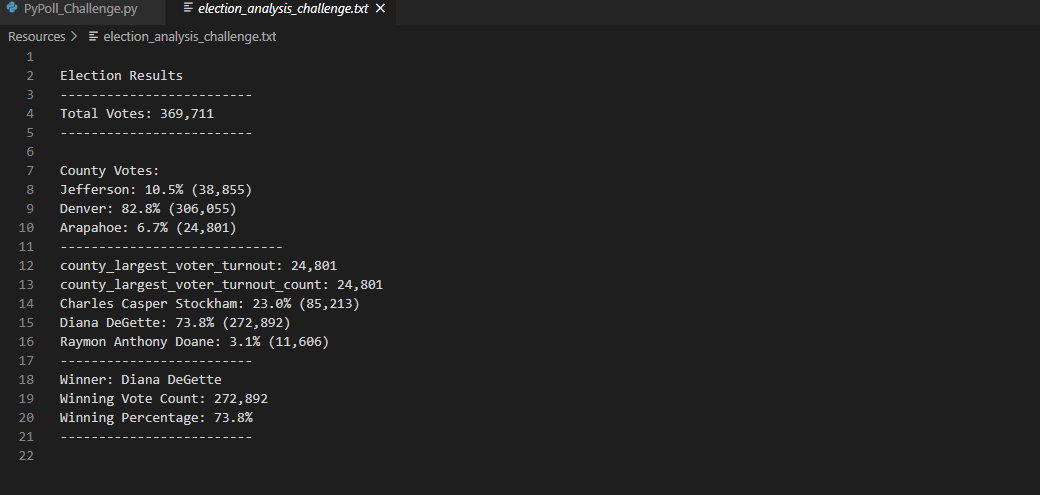 PyPoll_Challenge.py
election_analysis_challenge.txt
Resources > election_analysis_challenge.txt
1
2 Election Results
3 -------------------------
4 Total Votes: 369,711
5 -------------------------
6
7 County Votes:
8 Jefferson: 10.5% (38,855)
9 Denver: 82.8% (306,055)
10 Arapahoe: 6.7% (24,801)
11 -----------------------------
12 county_largest_voter_turnout: 24,801
13 county_largest_voter_turnout_count: 24,801
14 Charles Casper Stockham: 23.0% (85,213)
15 Diana DeGette: 73.8% (272,892)
16 Raymon Anthony Doane: 3.1% (11,606)
17 -------------------------
18 Winner: Diana DeGette
19 Winning Vote Count: 272,892
20 Winning Percentage: 73.8%
21 -------------------------
22